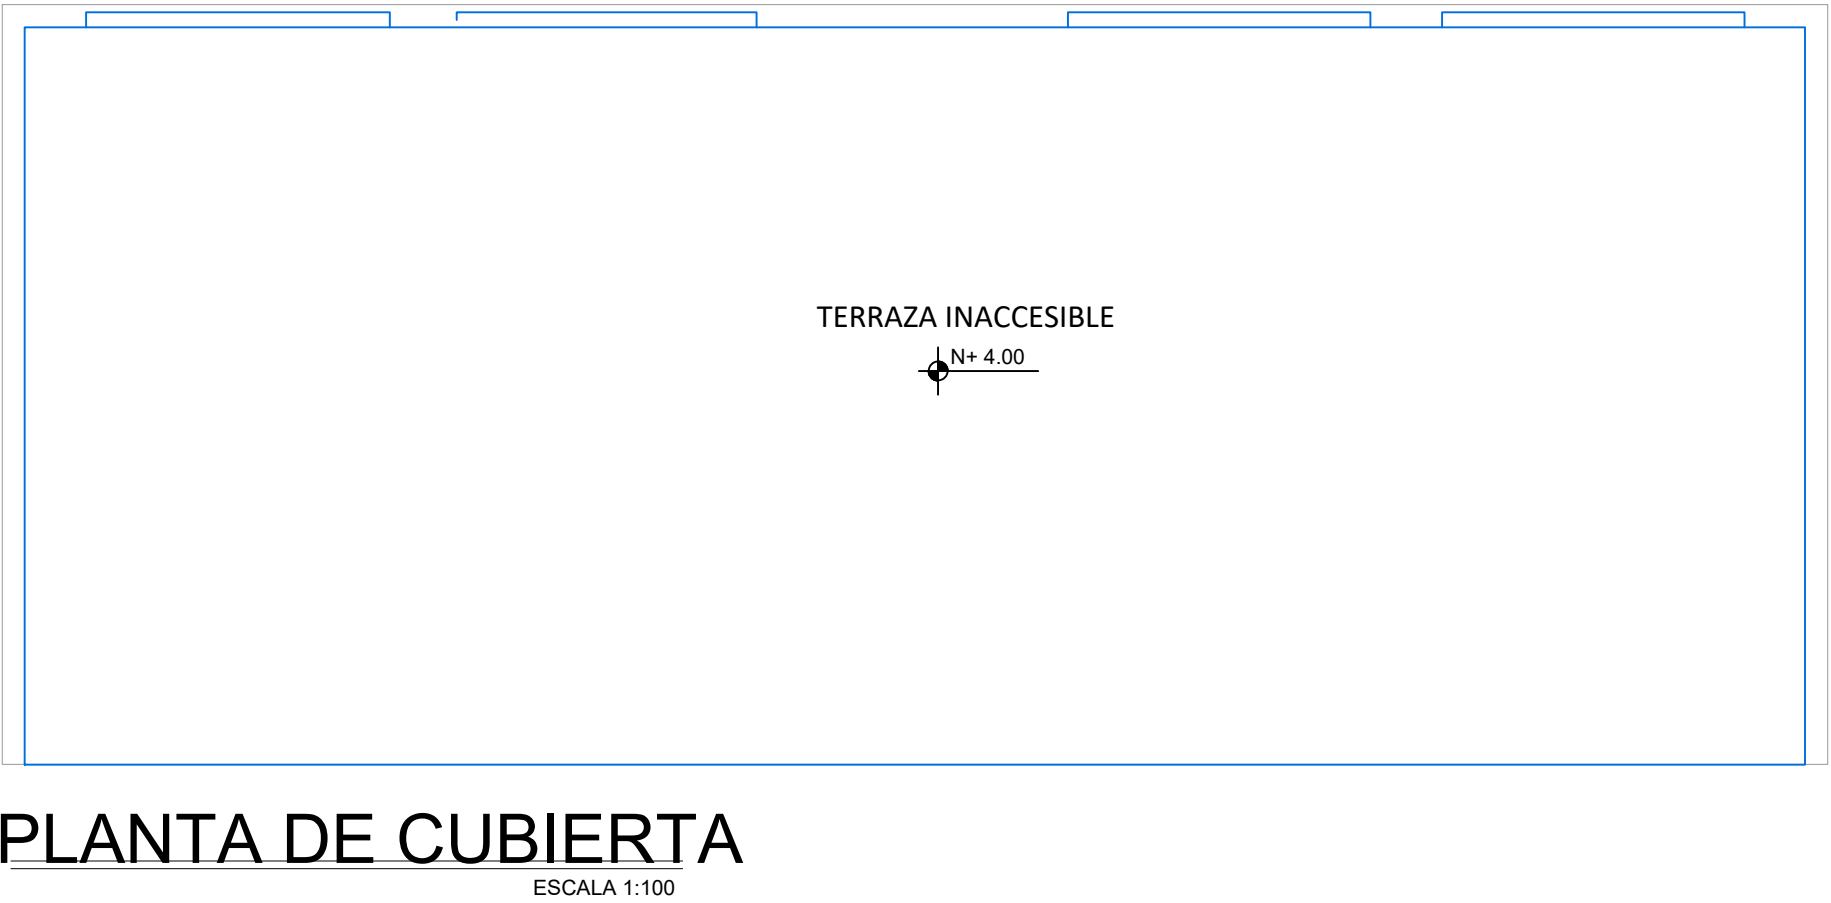 TERRAZA INACCESIBLE
N+ 4.00
PLANTA DE CUBIERTA
ESCALA 1:100